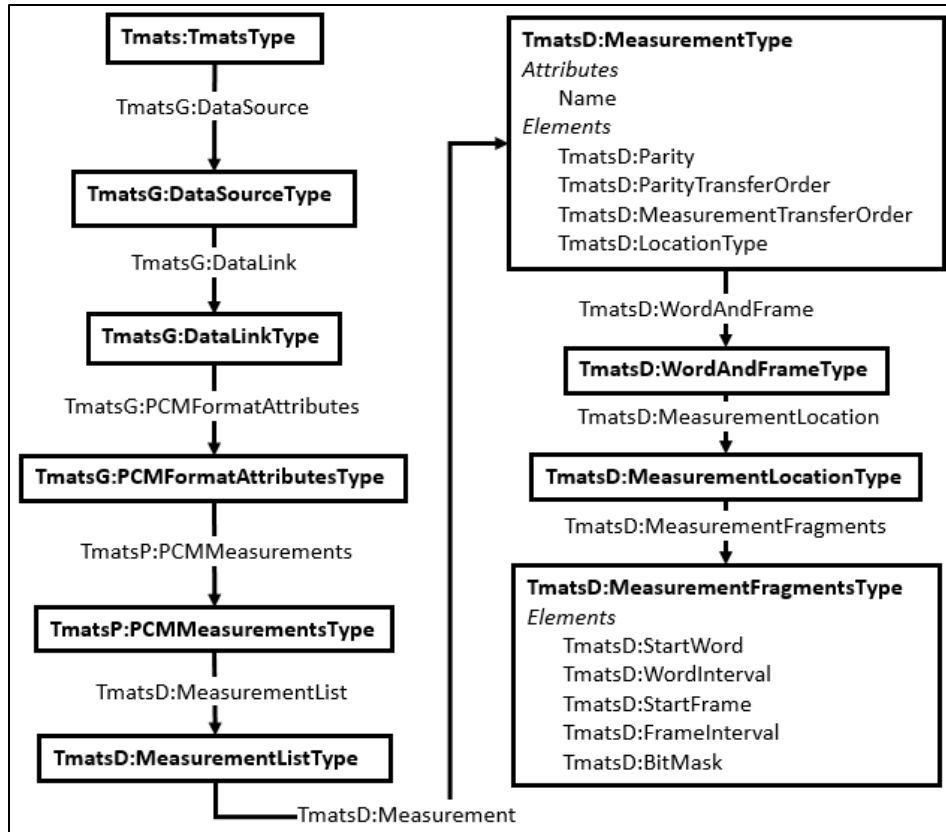 Tmats:TmatsType
TmatsG:DataSource
TmatsG:DataSourceType
TmatsG:DataLink
TmatsG:DataLinkType
TmatsG:PCMFormatAttributes
TmatsG:PCMFormatAttributesType
TmatsP:PCMMeasurements
TmatsP:PCMMeasurementsType
TmatsD:MeasurementList
TmatsD:MeasurementListType
TmatsD:Measurement
TmatsD:MeasurementType
Attributes
Name
Elements
TmatsD:Parity
TmatsD:ParityTransferOrder
TmatsD:MeasurementTransferOrder
TmatsD:LocationType
TmatsD:WordAndFrame
TmatsD:WordAndFrameType
TmatsD:MeasurementLocation
TmatsD:MeasurementLocationType
TmatsD:MeasurementFragments
TmatsD:MeasurementFragmentsType
Elements
TmatsD:StartWord
TmatsD:WordInterval
TmatsD:StartFrame
TmatsD:FrameInterval
TmatsD:BitMask